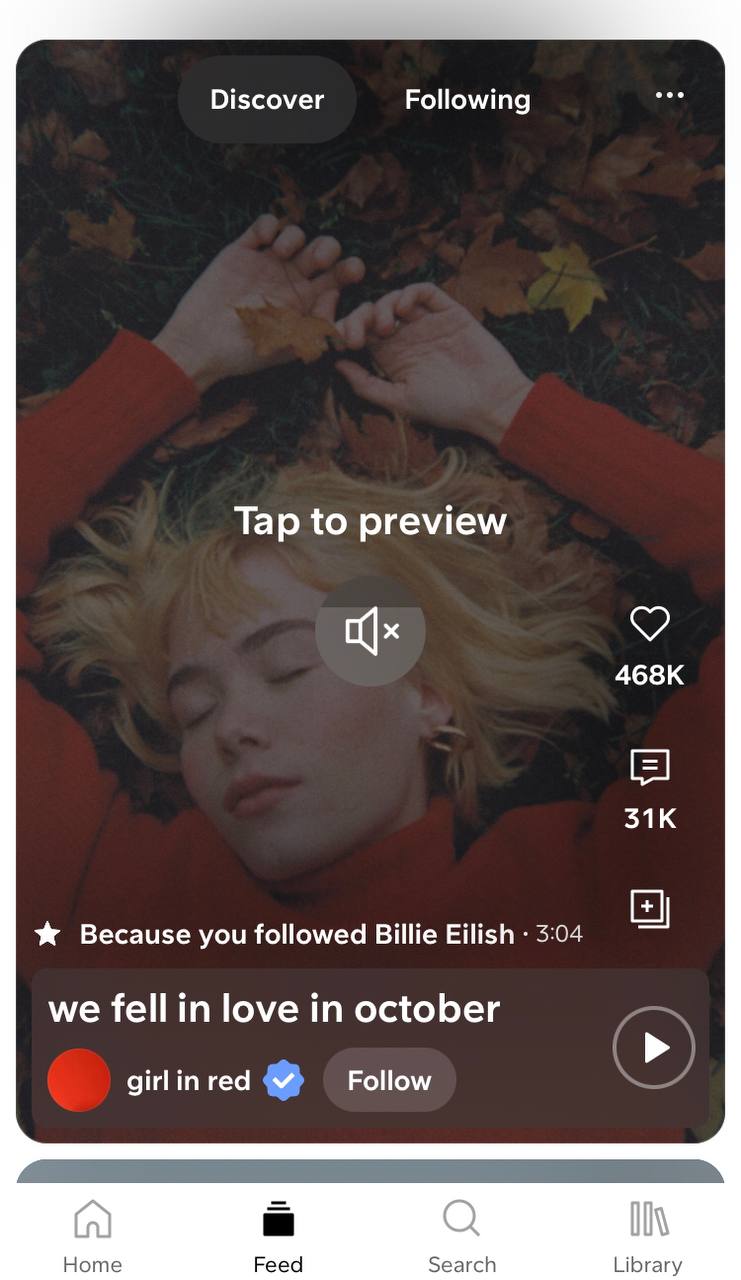 Discover
Following
Tap to preview
468K
31K
Because you followed Billie Eilish · 3:04
we fell in love in october
girl in red
Follow
Home
Feed
Search
Library